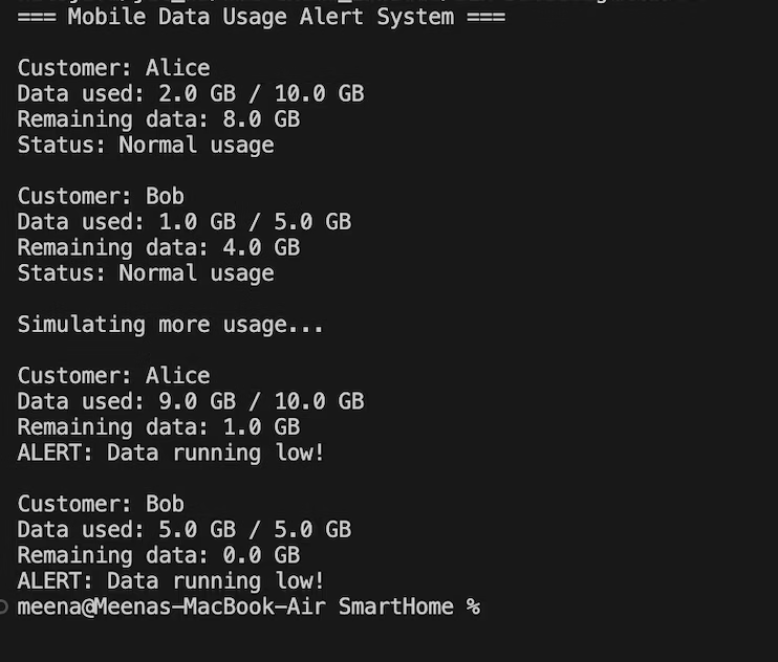 === Mobile Data Usage Alert System ===
Customer: Alice
Data used: 2.0 GB / 10.0 GB
Remaining data: 8.0 GB
Status: Normal usage
Customer: Bob
Data used: 1.0 GB / 5.0 GB
Remaining data: 4.0 GB
Status: Normal usage
Simulating more usage...
Customer: Alice
Data used: 9.0 GB / 10.0 GB
Remaining data: 1.0 GB
ALERT: Data running low!
Customer: Bob
Data used: 5.0 GB / 5.0 GB
Remaining data: 0.0 GB
ALERT: Data running low!
meena@Meenas-MacBook-Air SmartHome %